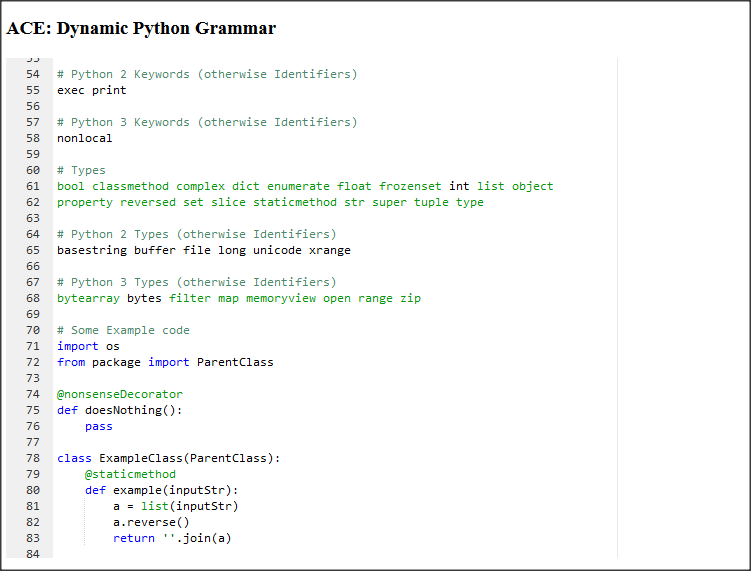 ACE: Dynamic Python Grammar
54 # Python 2 Keywords (otherwise Identifiers)
55 exec print
56
57 # Python 3 Keywords (otherwise Identifiers)
58 nonlocal
59
60 # Types
61 bool classmethod complex dict enumerate float frozenset int list object
62 property reversed set slice staticmethod str super tuple type
63
64 # Python 2 Types (otherwise Identifiers)
65 basestring buffer file long unicode xrange
66
67 # Python 3 Types (otherwise Identifiers)
68 bytearray bytes filter map memoryview open range zip
69
70 # Some Example code
71 import os
72 from package import ParentClass
73
74 @nonsenseDecorator
75 def doesNothing():
76     pass
77
78 class ExampleClass(ParentClass):
79     @staticmethod
80     def example(inputStr):
81         a = list(inputStr)
82         a.reverse()
83         return ''.join(a)
84